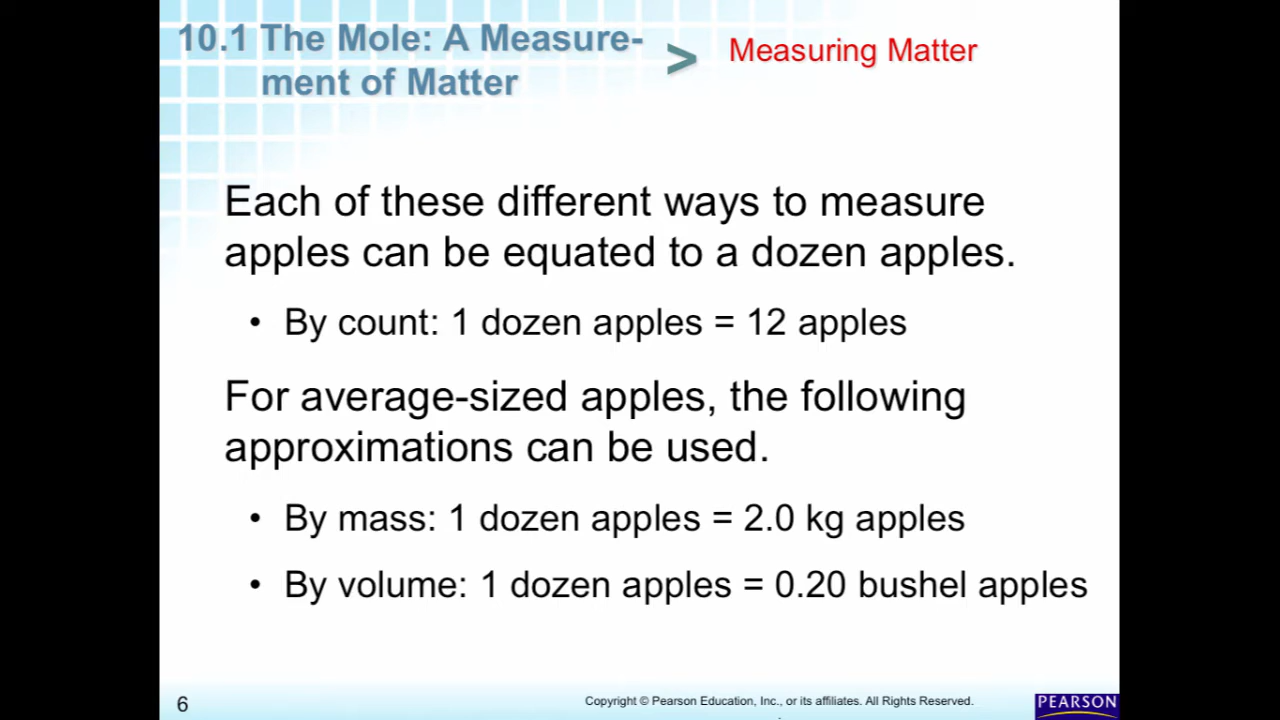 10.1 The Mole: A Measure-
ment of Matter
>
Measuring Matter
Each of these different ways to measure
apples can be equated to a dozen apples.
• By count: 1 dozen apples = 12 apples
For average-sized apples, the following
approximations can be used.
• By mass: 1 dozen apples = 2.0 kg apples
• By volume: 1 dozen apples = 0.20 bushel apples
6
Copyright © Pearson Education, Inc., or its affiliates. All Rights Reserved.
PEARSON